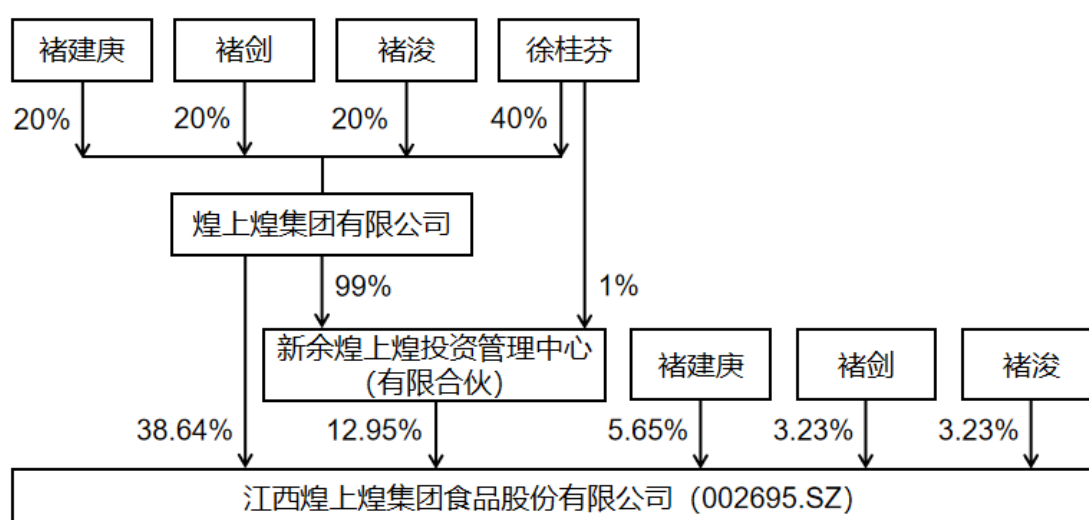 褚建庚
褚剑
褚浚
徐桂芬
20%
20%
20%
40%
煌上煌集团有限公司
99%
1%
新余煌上煌投资管理中心
（有限合伙）
褚建庚
褚剑
褚浚
38.64%
12.95%
5.65%
3.23%
3.23%
江西煌上煌集团食品股份有限公司（002695.SZ）